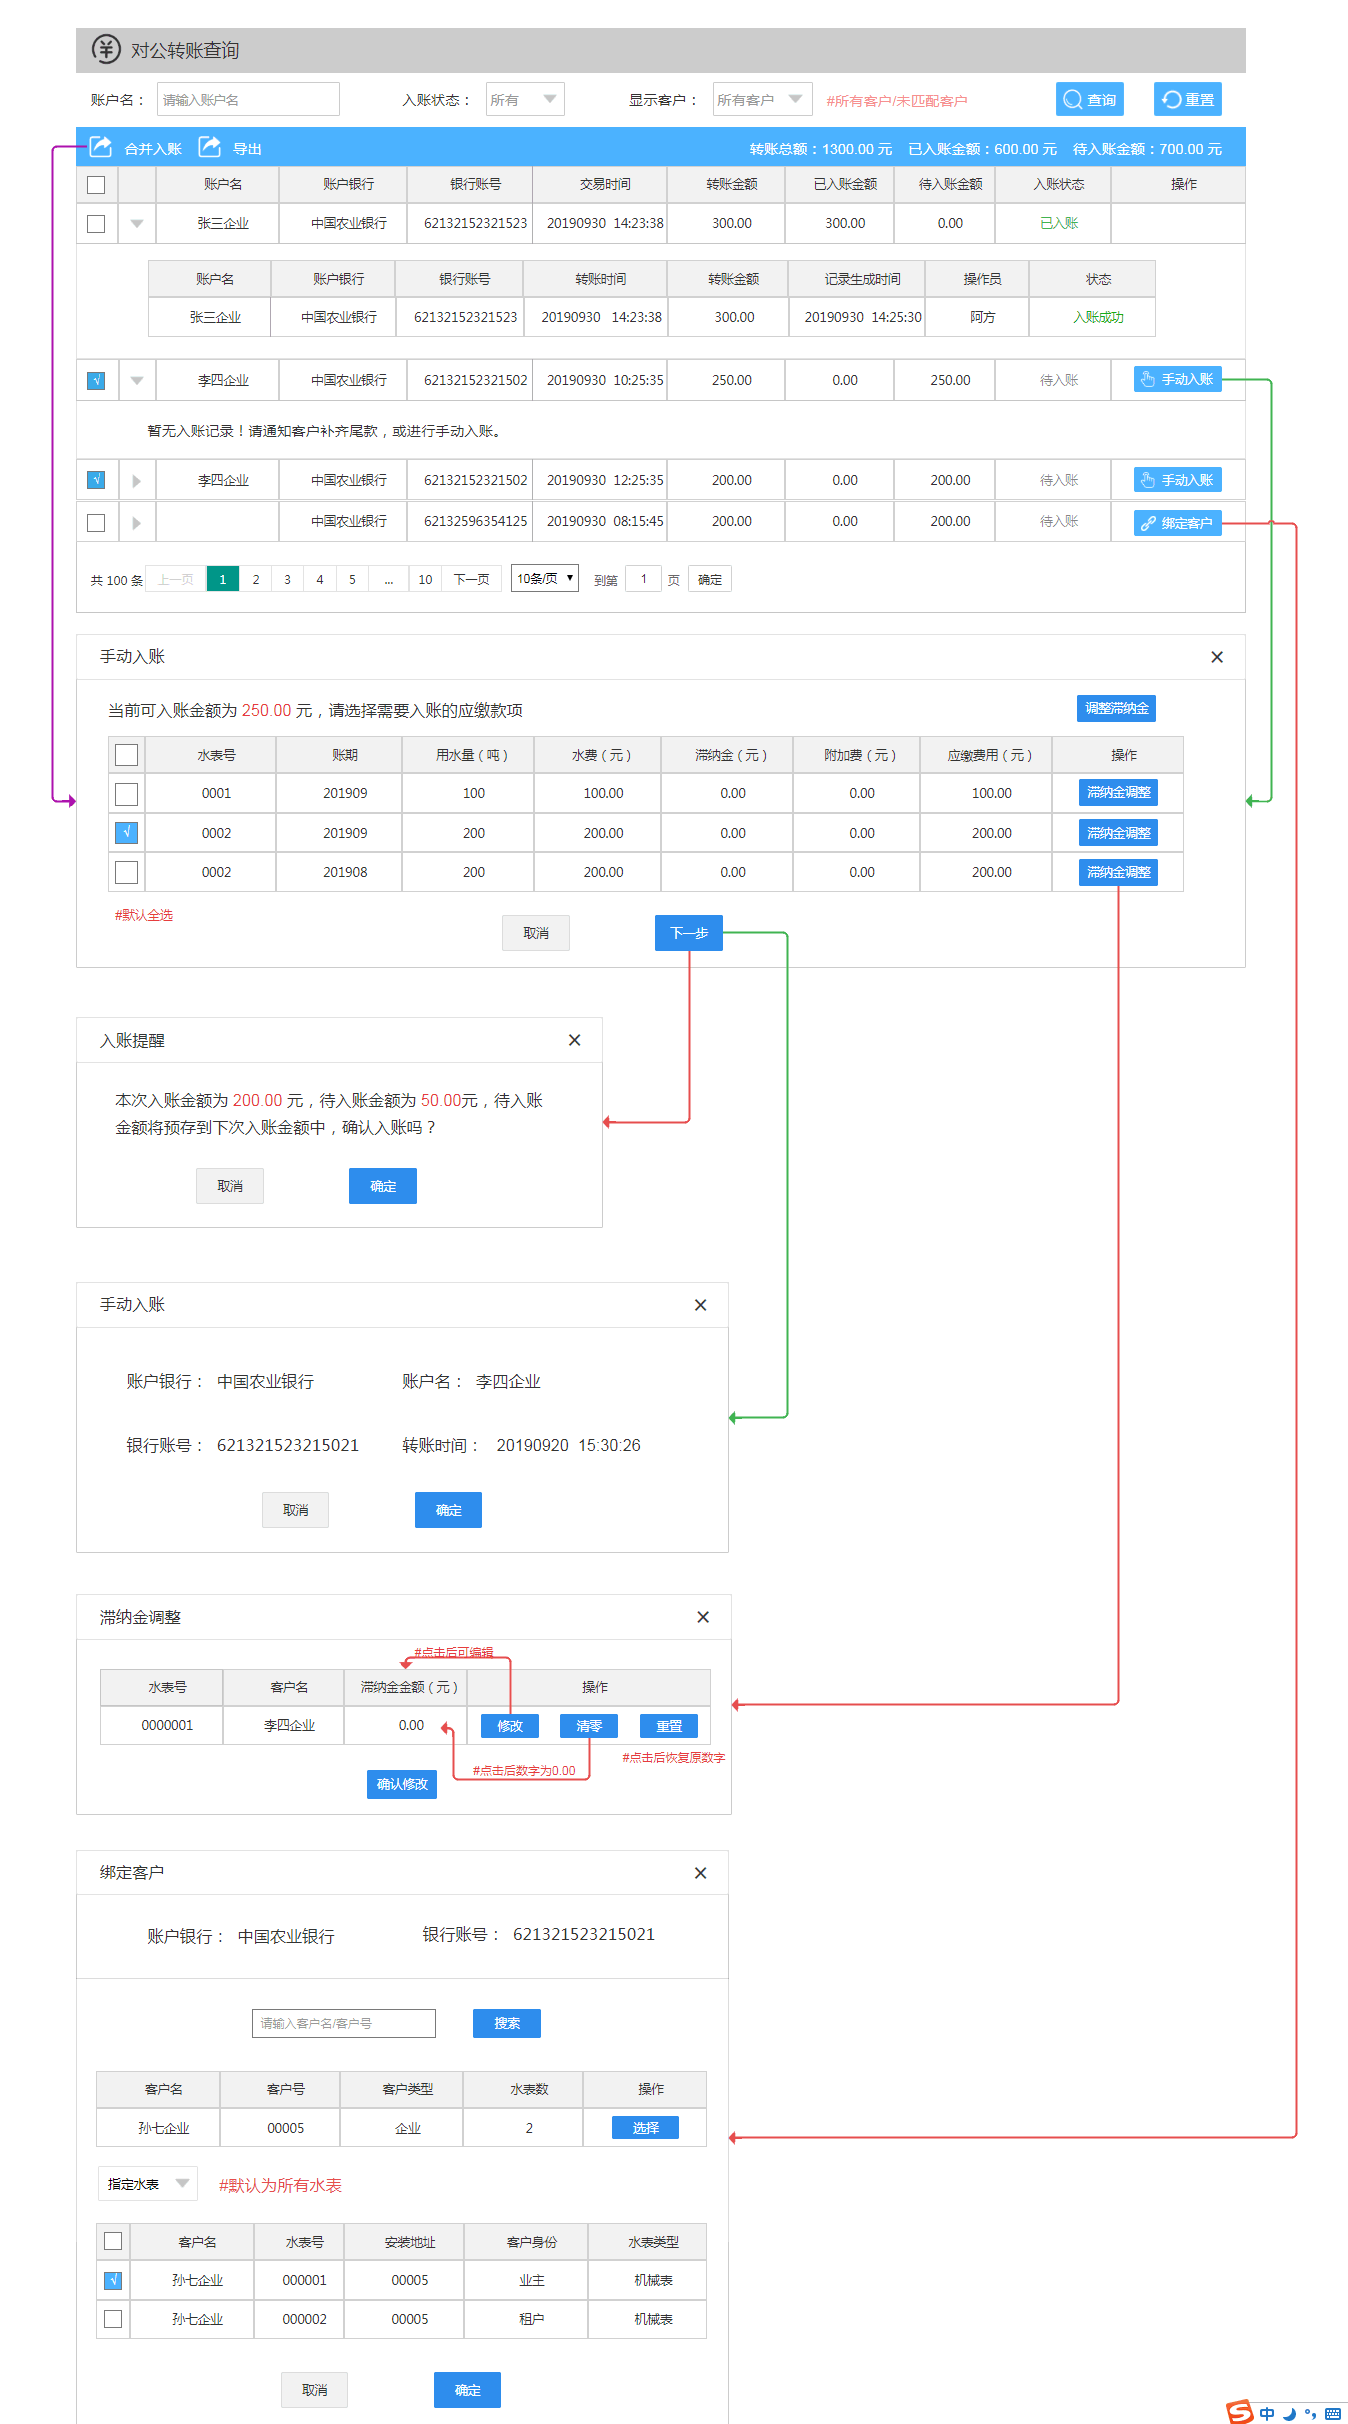 对公转账查询
账户名： 请输入账户名 入账状态： 所有 显示客户： 所有客户 #所有客户/未匹配客户 查询 重置
合并入账 导出 转账总额：1300.00 元 已入账金额：600.00 元 待入账金额：700.00 元
账户名 账户银行 银行账号 交易时间 转账金额 已入账金额 待入账金额 入账状态 操作
张三企业 中国农业银行 62132152321523 20190930 14:23:38 300.00 300.00 0.00 已入账
账户名 账户银行 银行账号 转账时间 转账金额 记录生成时间 操作员 状态
张三企业 中国农业银行 62132152321523 20190930 14:23:38 300.00 20190930 14:25:30 阿方 入账成功
√ 李四企业 中国农业银行 62132152321502 20190930 10:25:35 250.00 0.00 250.00 待入账 手动入账
暂无入账记录！请通知客户补齐尾款，或进行手动入账。
√ 李四企业 中国农业银行 62132152321502 20190930 12:25:35 200.00 0.00 200.00 待入账 手动入账
中国农业银行 62132596354125 20190930 08:15:45 200.00 0.00 200.00 待入账 绑定客户
共 100 条 上一页 1 2 3 4 5 ... 10 下一页 10条/页 到第 1 页 确定
手动入账 ×
当前可入账金额为 250.00 元，请选择需要入账的应缴款项 调整滞纳金
水表号 账期 用水量（吨） 水费（元） 滞纳金（元） 附加费（元） 应缴费用（元） 操作
0001 201909 100 100.00 0.00 0.00 100.00 滞纳金调整
√ 0002 201909 200 200.00 0.00 0.00 200.00 滞纳金调整
0002 201908 200 200.00 0.00 0.00 200.00 滞纳金调整
#默认全选
取消 下一步
入账提醒 ×
本次入账金额为 200.00 元，待入账金额为 50.00元，待入账
金额将预存到下次入账金额中，确认入账吗？
取消 确定
手动入账 ×
账户银行： 中国农业银行 账户名： 李四企业
银行账号： 621321523215021 转账时间： 20190920 15:30:26
取消 确定
滞纳金调整 ×
#点击后可编辑
水表号 客户名 滞纳金金额（元） 操作
0000001 李四企业 0.00 修改 清零 重置
#点击后恢复原数字
#点击后数字为0.00
确认修改
绑定客户 ×
账户银行： 中国农业银行 银行账号： 621321523215021
请输入客户名/客户号 搜索
客户名 客户号 客户类型 水表数 操作
孙七企业 00005 企业 2 选择
指定水表 #默认为所有水表
客户名 水表号 安装地址 客户身份 水表类型
√ 孙七企业 000001 00005 业主 机械表
孙七企业 000002 00005 租户 机械表
取消 确定
S 中